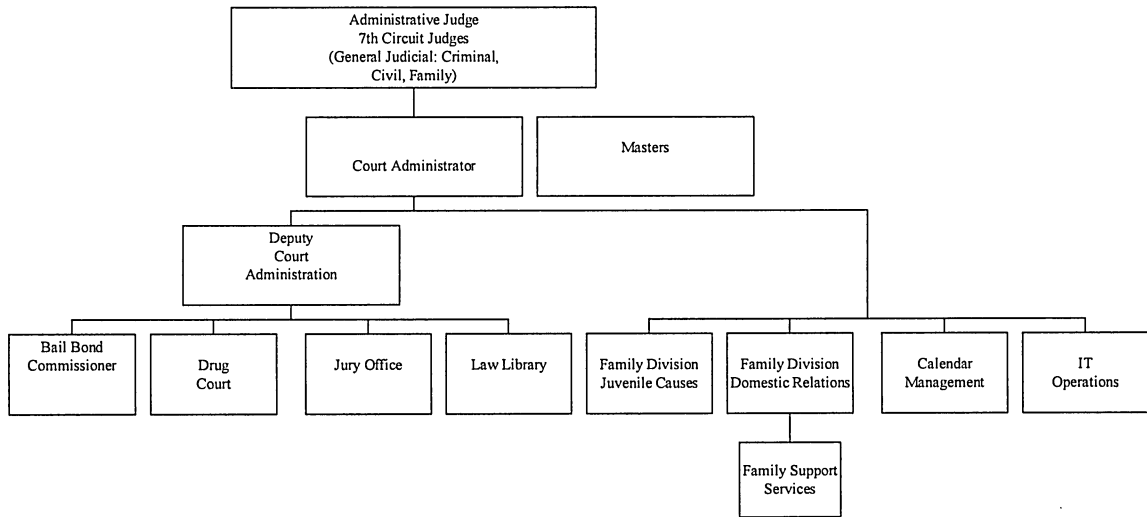 Administrative Judge
7th Circuit Judges
(General Judicial: Criminal,
Civil, Family)
Court Administrator
Masters
Deputy
Court
Administration
Bail Bond
Commissioner
Drug
Court
Jury Office
Law Library
Family Division
Juvenile Causes
Family Division
Domestic Relations
Calendar
Management
IT
Operations
Family Support
Services